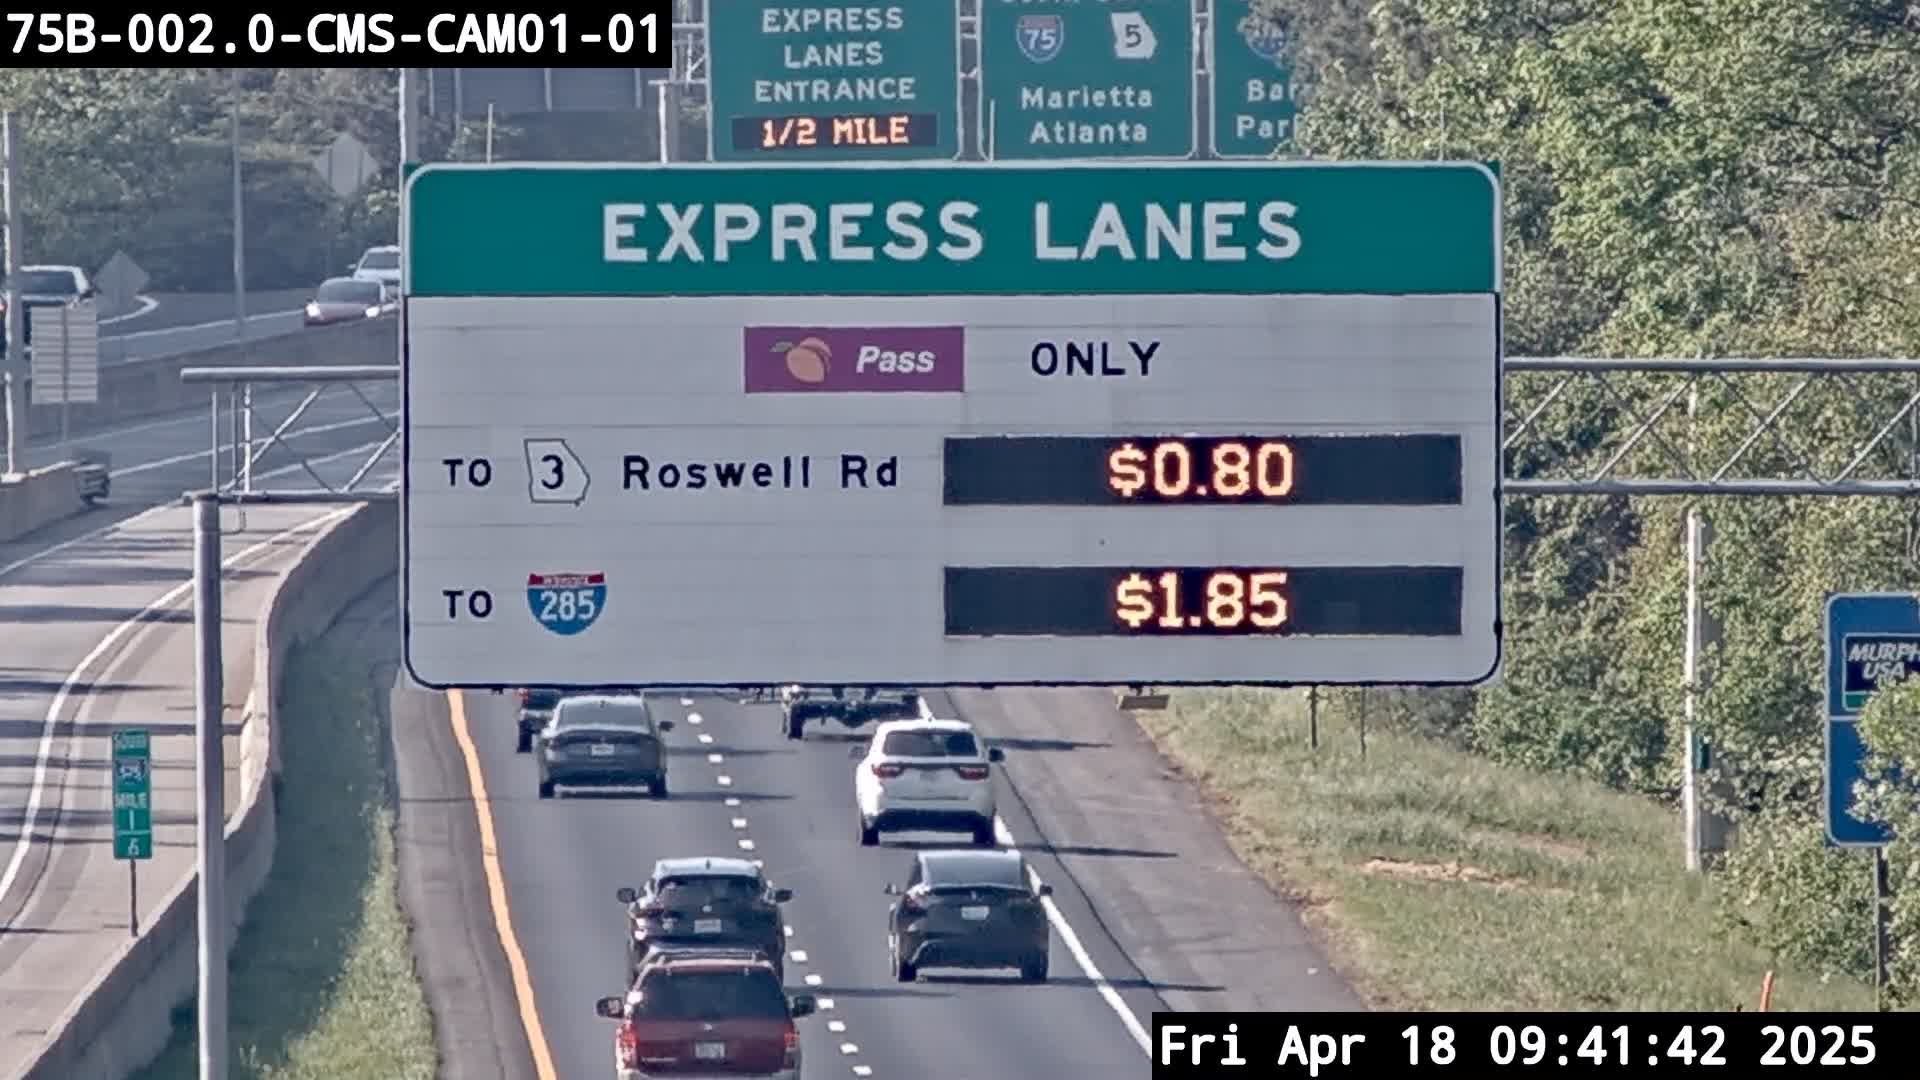 75B-002.0-CMS-CAM01-01
EXPRESS
LANES
ENTRANCE
1/2 MILE
75 5
Marietta
Atlanta
EXPRESS LANES
Pass ONLY
TO 3 Roswell Rd $0.80
TO 285 $1.85
USA
MILE
1
Fri Apr 18 09:41:42 2025